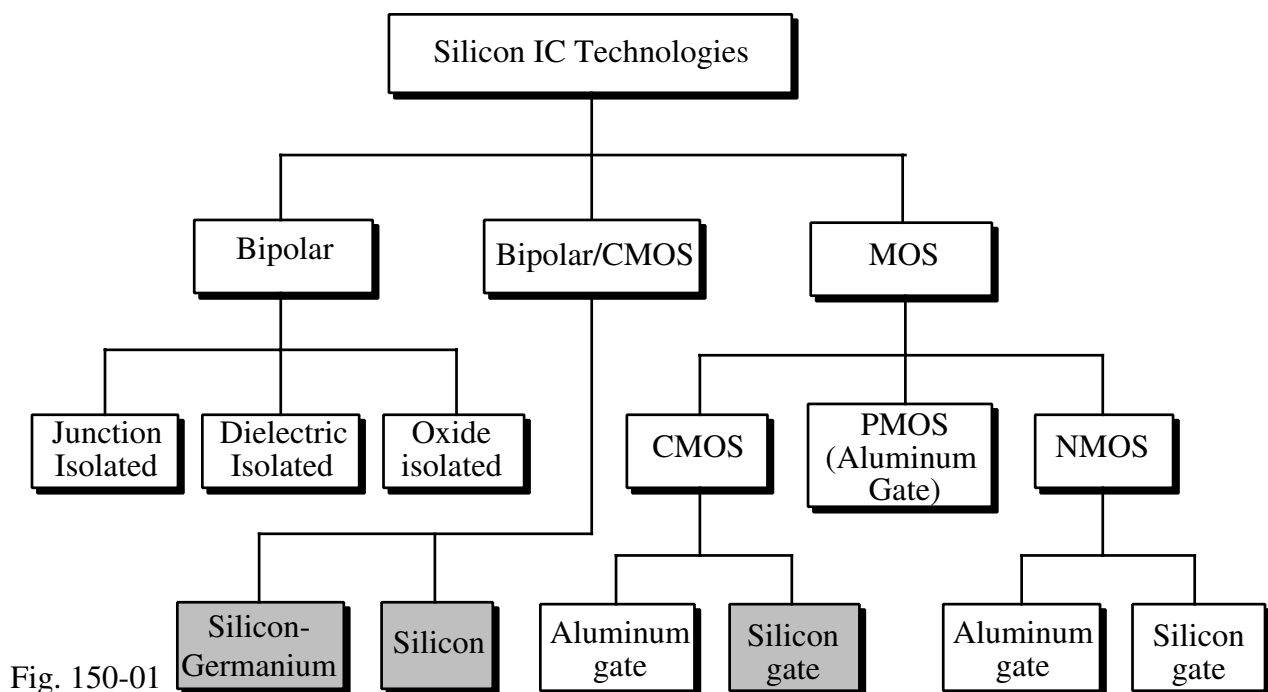 Silicon IC Technologies
Bipolar
Bipolar/CMOS
MOS
Junction
Isolated
Dielectric
Isolated
Oxide
isolated
CMOS
PMOS
(Aluminum
Gate)
NMOS
Silicon-
Germanium
Silicon
Aluminum
gate
Silicon
gate
Aluminum
gate
Silicon
gate
Fig. 150-01